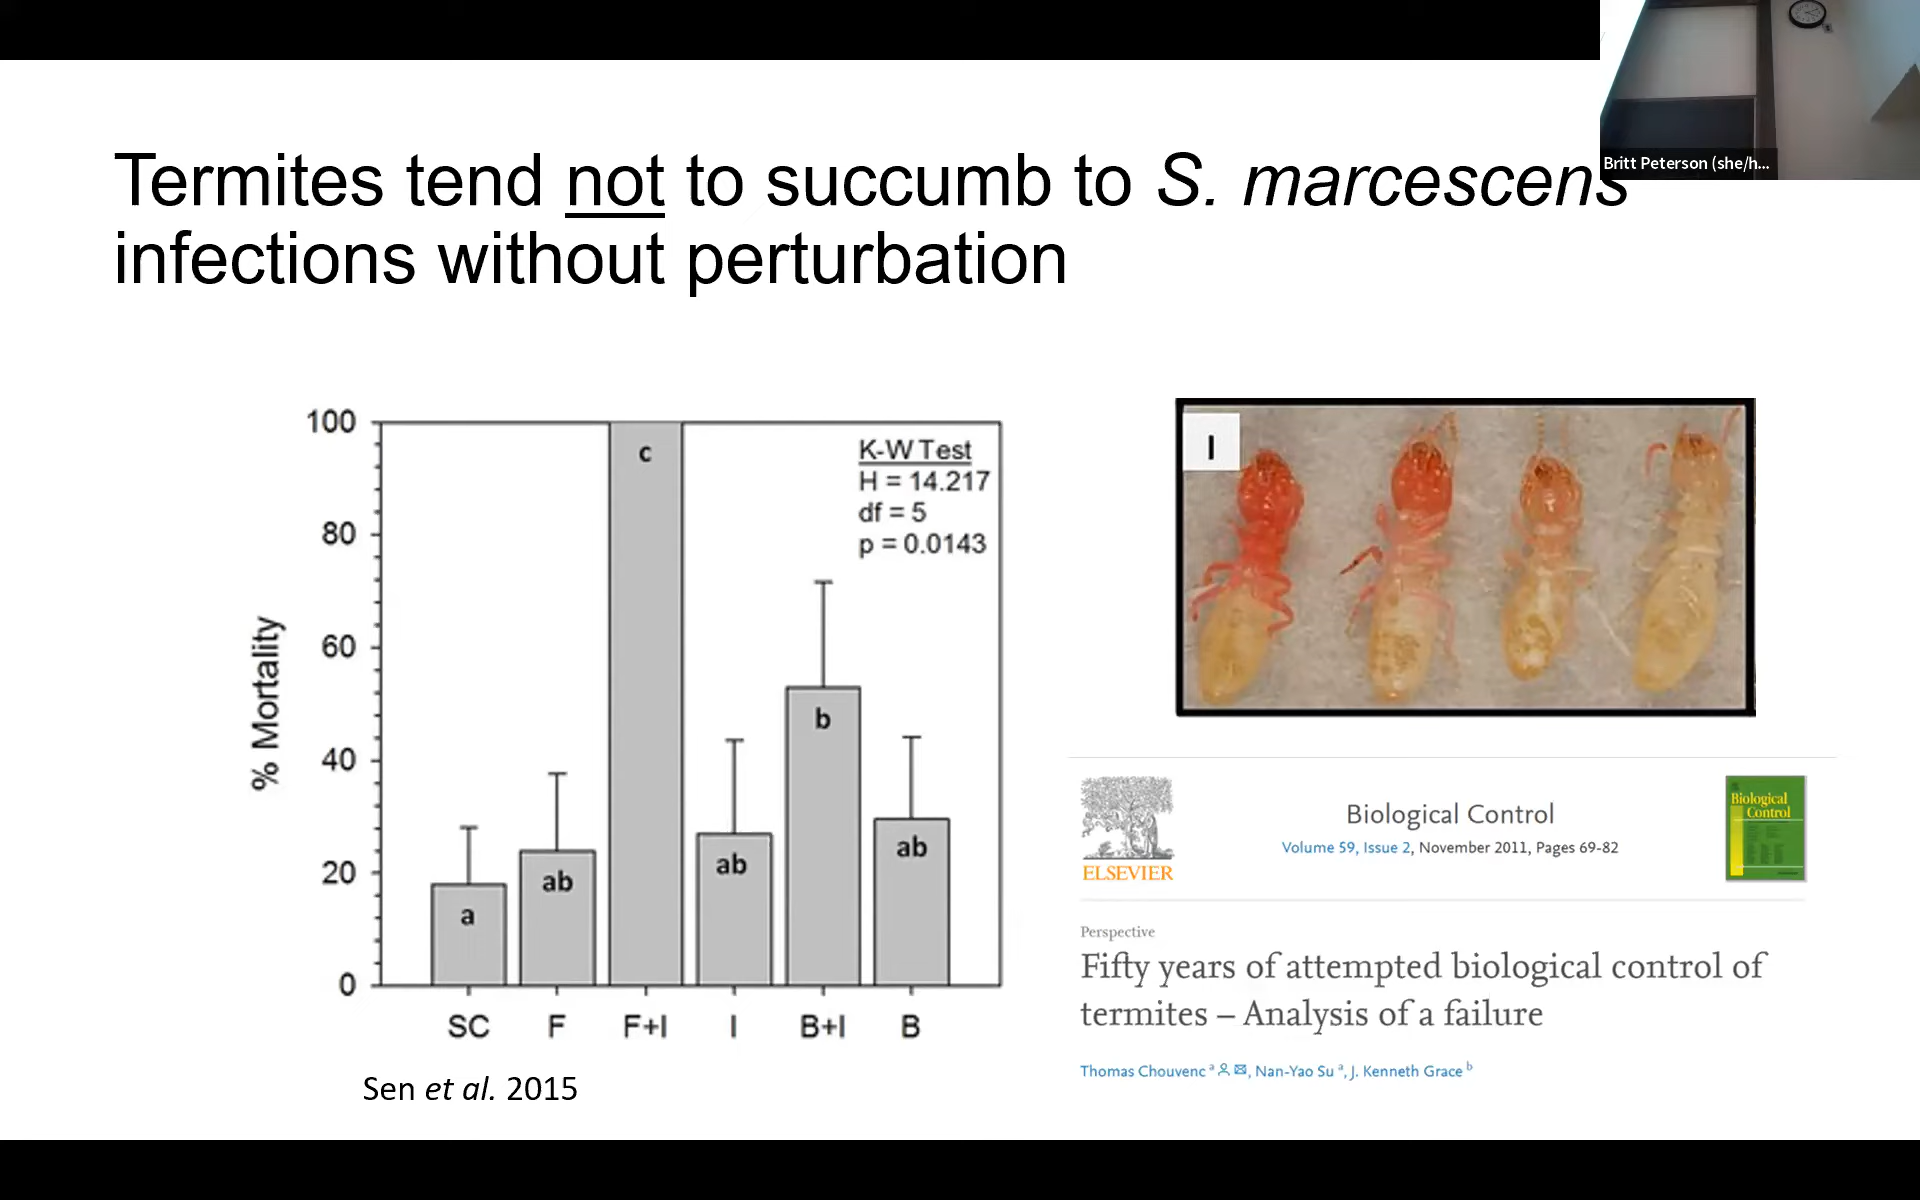 Britt Peterson (she/h...
Termites tend not to succumb to S. marcescens
infections without perturbation
% Mortality
100
80
60
40
20
0
c
K-W Test
H = 14.217
df = 5
p = 0.0143
b
ab
ab
ab
a
SC F F+I I B+I B
Sen et al. 2015
I
ELSEVIER
Biological Control
Volume 59, Issue 2, November 2011, Pages 69-82
Biological
Control
Perspective
Fifty years of attempted biological control of
termites – Analysis of a failure
Thomas Chouvenc a, Nan-Yao Su a, J. Kenneth Grace b